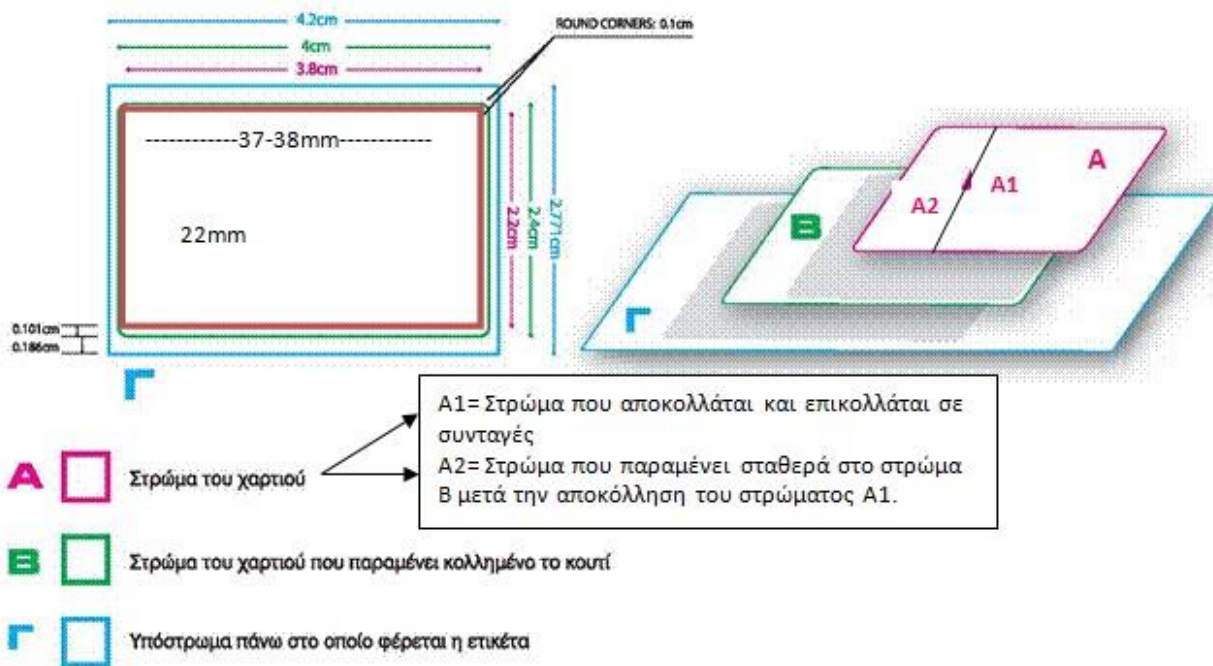 4.2cm
4cm
3.8cm
ROUND CORNERS: 0.1cm
----------37-38mm----------
22mm
2.2cm
2.4cm
2.771cm
0.101cm
0.186cm
Γ
A
A1
A2
B
Γ
A1= Στρώμα που αποκολλάται και επικολλάται σε
συνταγές
A2= Στρώμα που παραμένει σταθερά στο στρώμα
Β μετά την αποκόλληση του στρώματος A1.
A Στρώμα του χαρτιού
B Στρώμα του χαρτιού που παραμένει κολλημένο το κουτί
Γ Υπόστρωμα πάνω στο οποίο φέρεται η ετικέτα